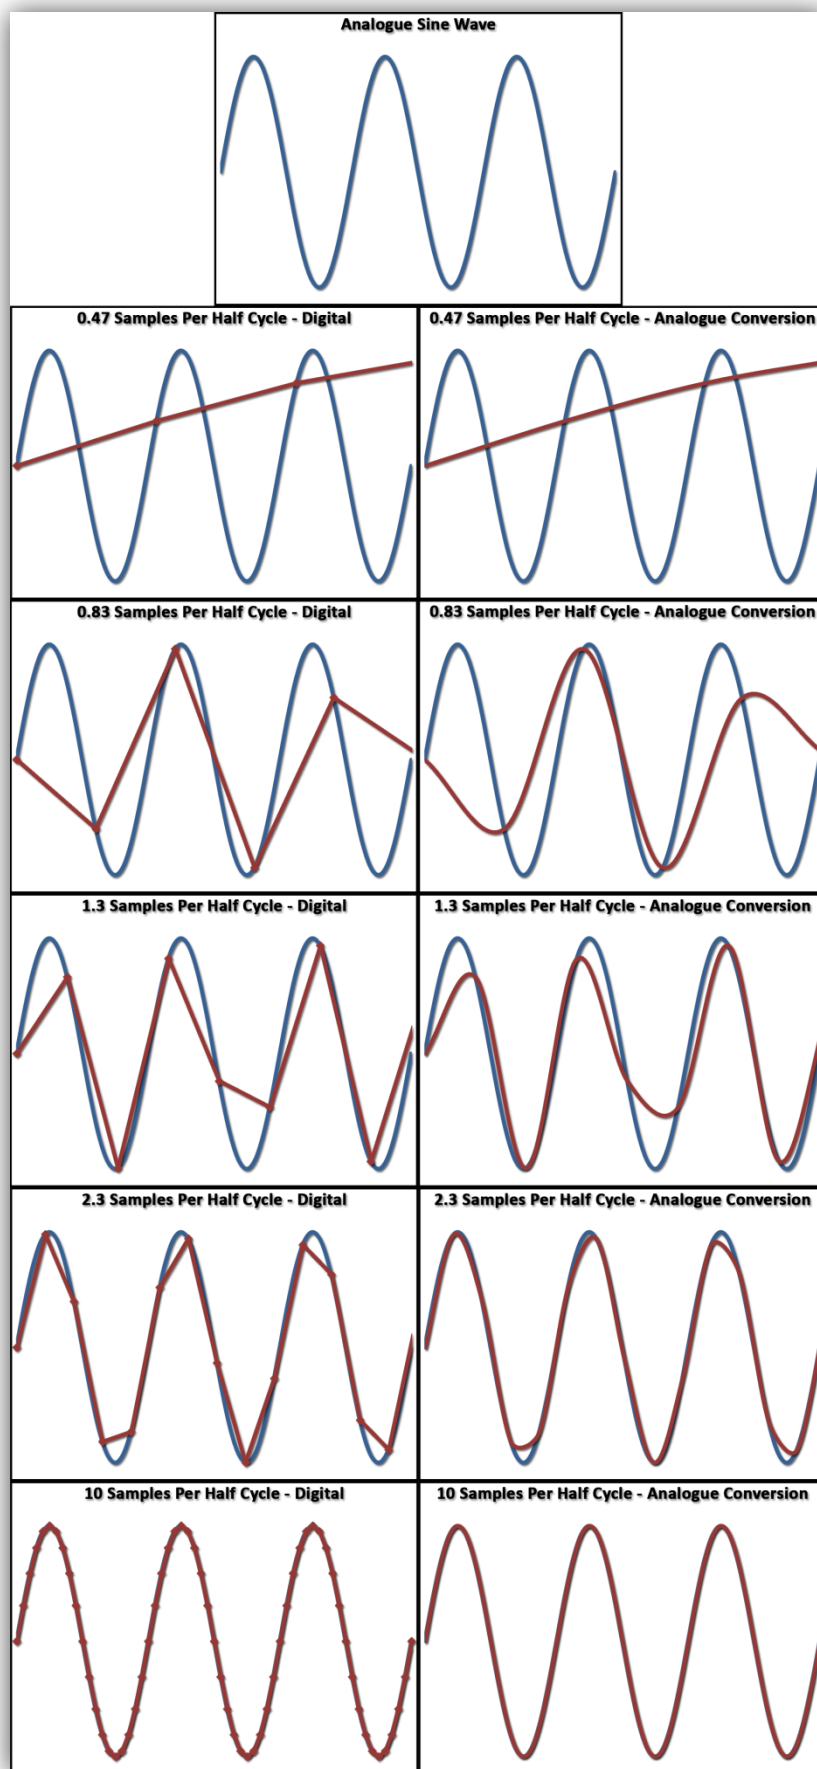 Analogue Sine Wave
0.47 Samples Per Half Cycle - Digital
0.47 Samples Per Half Cycle - Analogue Conversion
0.83 Samples Per Half Cycle - Digital
0.83 Samples Per Half Cycle - Analogue Conversion
1.3 Samples Per Half Cycle - Digital
1.3 Samples Per Half Cycle - Analogue Conversion
2.3 Samples Per Half Cycle - Digital
2.3 Samples Per Half Cycle - Analogue Conversion
10 Samples Per Half Cycle - Digital
10 Samples Per Half Cycle - Analogue Conversion